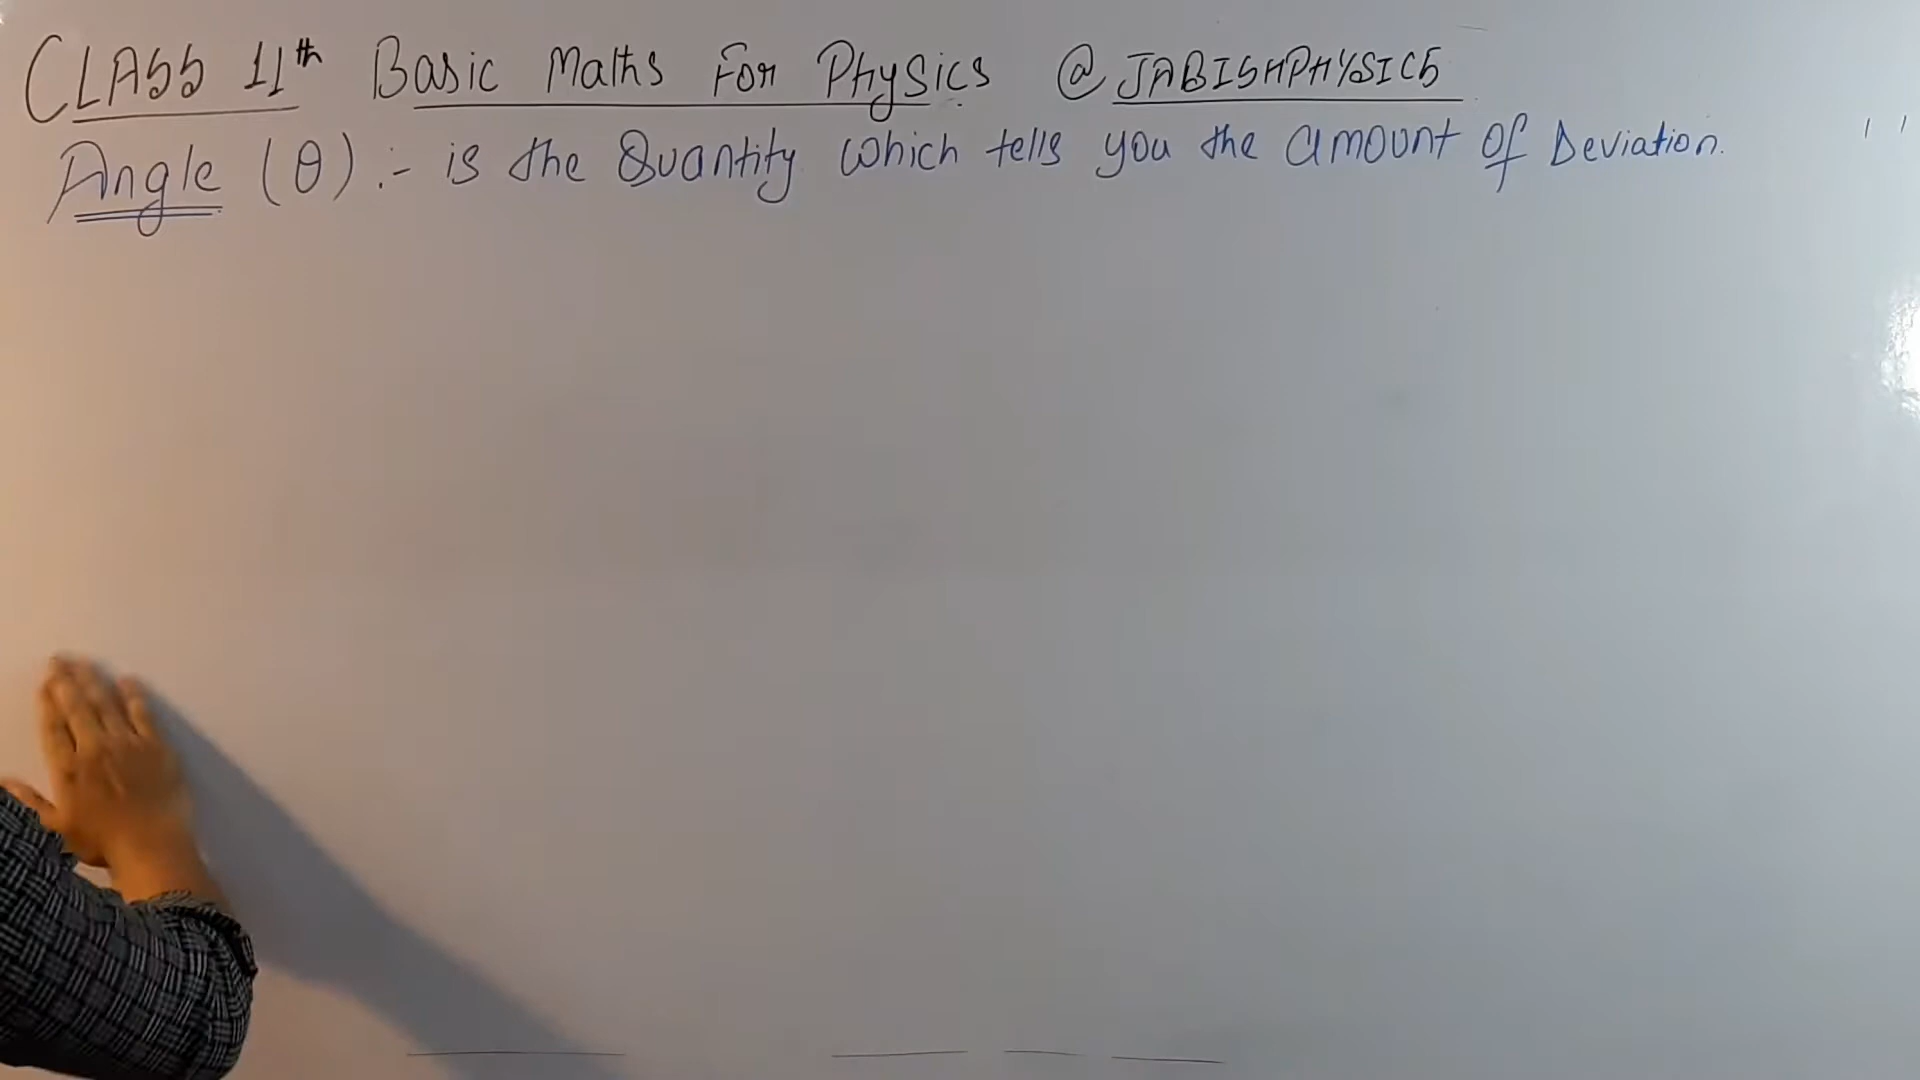 CLASS 11th Basic Maths For Physics @JABISHPHYSICS
Angle (θ) :- is the Quantity which tells you the amount of Deviation.